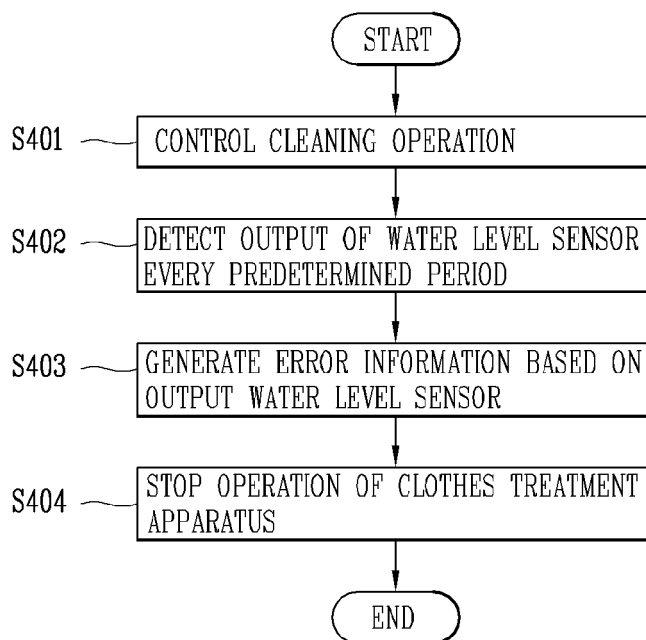 START
S401
CONTROL CLEANING OPERATION
S402
DETECT OUTPUT OF WATER LEVEL SENSOR
EVERY PREDETERMINED PERIOD
S403
GENERATE ERROR INFORMATION BASED ON
OUTPUT WATER LEVEL SENSOR
S404
STOP OPERATION OF CLOTHES TREATMENT
APPARATUS
END